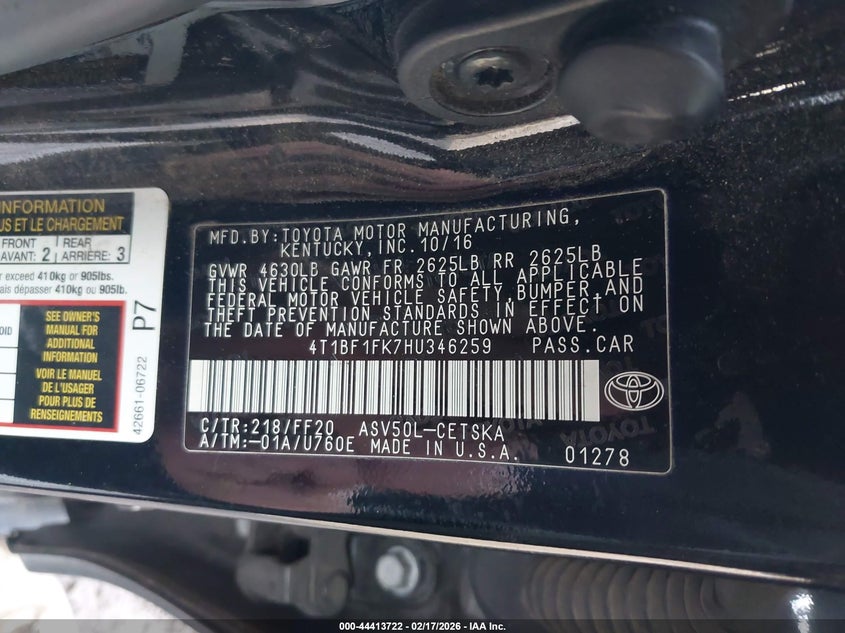 INFORMATION
US ET LE CHARGEMENT
FRONT
AVANT: 2
REAR
ARRIÈRE: 3
r exceed 410kg or 905lbs.
ais dépasser 410kg ou 905lb.
SEE OWNER'S
MANUAL FOR
ADDITIONAL
INFORMATION
VOIR LE MANUEL
DE L'USAGER
POUR PLUS DE
RENSEIGNEMENTS
OID
P7
42661-06722
MFD.BY:TOYOTA MOTOR MANUFACTURING,
KENTUCKY, INC. 10/16
GVWR 4630LB GAWR FR 2625LB RR 2625LB
THIS VEHICLE CONFORMS TO ALL APPLICABLE
FEDERAL MOTOR VEHICLE SAFETY, BUMPER, AND
THEFT PREVENTION STANDARDS IN EFFECT ON
THE DATE OF MANUFACTURE SHOWN ABOVE.
4T1BF1FK7HU346259 PASS.CAR
C/TR:218/FF20 ASV50L-CETSKA
A/TM:-01A/U760E MADE IN U.S.A. 01278
000-44413722 - 02/17/2026 - IAA Inc.